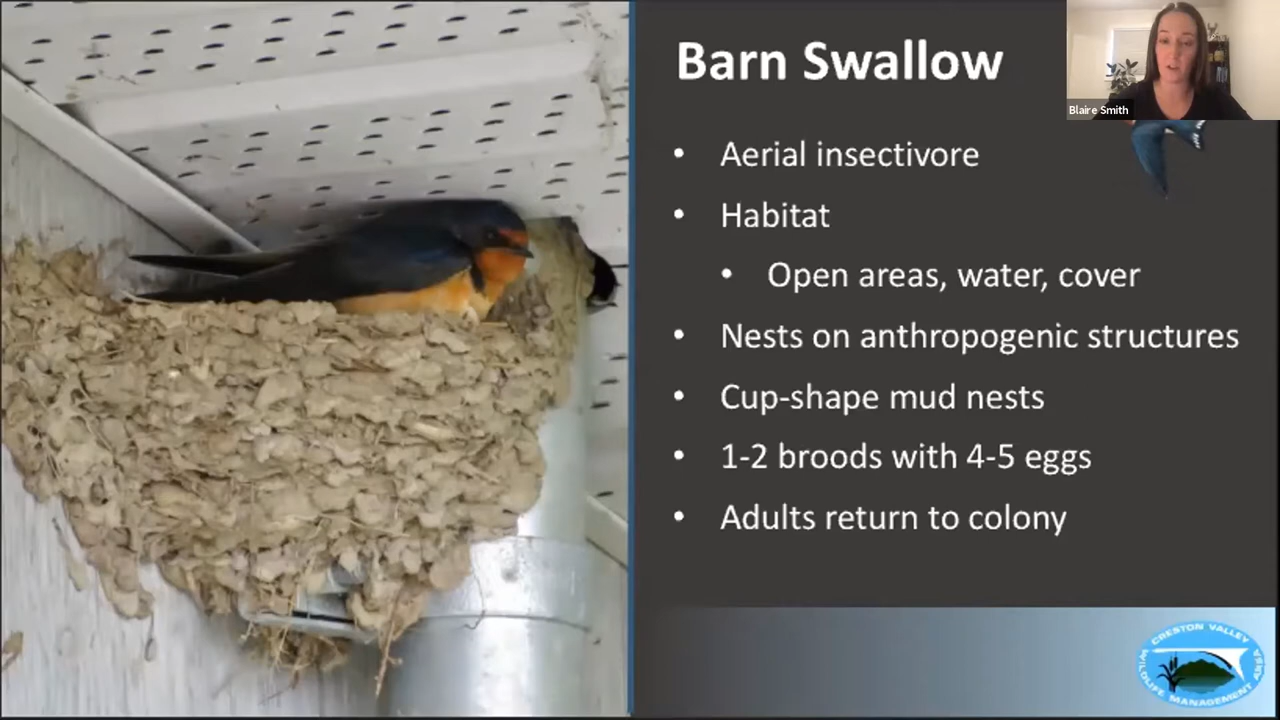 Barn Swallow
Blaire Smith
• Aerial insectivore
• Habitat
• Open areas, water, cover
• Nests on anthropogenic structures
• Cup-shape mud nests
• 1-2 broods with 4-5 eggs
• Adults return to colony
CRESTON VALLEY
WILDLIFE MANAGEMENT AREA